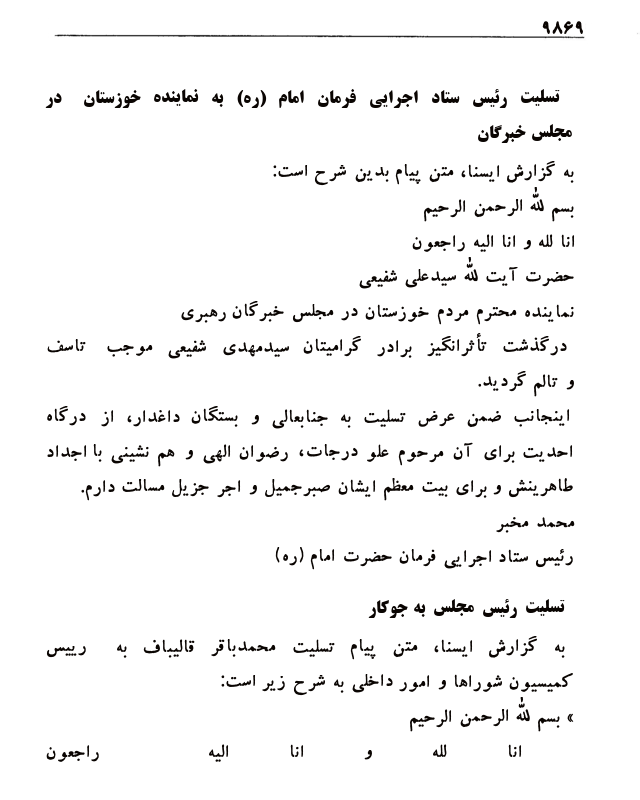 ۹۸۶۹
تسلیت رئیس ستاد اجرایی فرمان امام (ره) به نماینده خوزستان در
مجلس خبرگان
به گزارش ایسنا، متن پیام بدین شرح است:
بسم الله الرحمن الرحیم
انا لله و انا الیه راجعون
حضرت آیت الله سیدعلی شفیعی
نماینده محترم مردم خوزستان در مجلس خبرگان رهبری
درگذشت تأثرانگیز برادر گرامیتان سیدمهدی شفیعی موجب تاسف
و تالم گردید.
اینجانب ضمن عرض تسلیت به جنابعالی و بستگان داغدار، از درگاه
احدیت برای آن مرحوم علو درجات، رضوان الهی و هم نشینی با اجداد
طاهرینش و برای بیت معظم ایشان صبرجمیل و اجر جزیل مسالت دارم.
محمد مخبر
رئیس ستاد اجرایی فرمان حضرت امام (ره)
تسلیت رئیس مجلس به جوکار
به گزارش ایسنا، متن پیام تسلیت محمدباقر قالیباف به رییس
کمیسیون شوراها و امور داخلی به شرح زیر است:
» بسم الله الرحمن الرحیم
انا لله و انا الیه راجعون